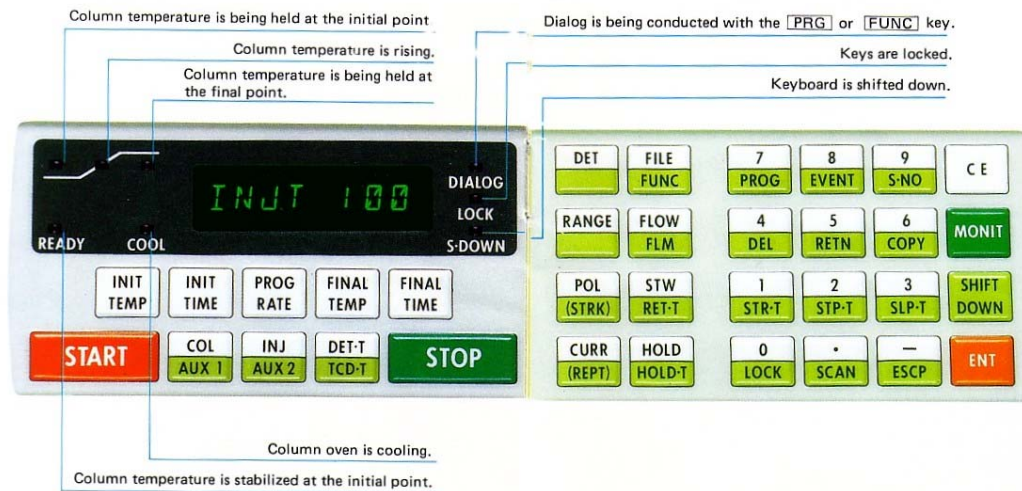 Column temperature is being held at the initial point
Column temperature is rising.
Column temperature is being held at
the final point.
Dialog is being conducted with the PRG or FUNC key.
Keys are locked.
Keyboard is shifted down.
INJT 100
DIALOG
LOCK
S-DOWN
READY
COOL
INIT TEMP
INIT TIME
PROG RATE
FINAL TEMP
FINAL TIME
START
COL
AUX 1
INJ
AUX 2
DET·T
TCD·T
STOP
DET
FILE
FUNC
7
PROG
8
EVENT
9
S·NO
C E
RANGE
FLOW
FLM
4
DEL
5
RETN
6
COPY
MONIT
POL
(STRK)
STW
RET·T
1
STR·T
2
STP·T
3
SLP·T
SHIFT DOWN
CURR
(REPT)
HOLD
HOLD·T
0
LOCK
·
SCAN
—
ESCP
ENT
Column oven is cooling.
Column temperature is stabilized at the initial point.